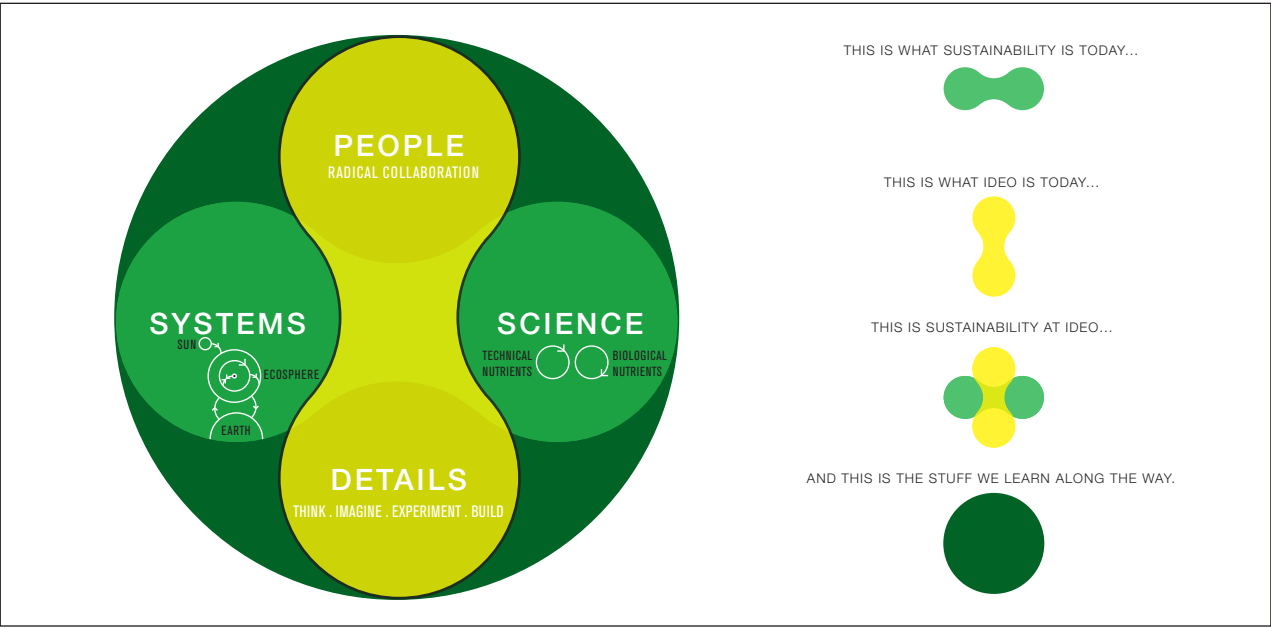 PEOPLE
RADICAL COLLABORATION
SYSTEMS
SUN
ECOSPHERE
EARTH
SCIENCE
TECHNICAL
NUTRIENTS
BIOLOGICAL
NUTRIENTS
DETAILS
THINK . IMAGINE . EXPERIMENT . BUILD
THIS IS WHAT SUSTAINABILITY IS TODAY...
THIS IS WHAT IDEO IS TODAY...
THIS IS SUSTAINABILITY AT IDEO...
AND THIS IS THE STUFF WE LEARN ALONG THE WAY.